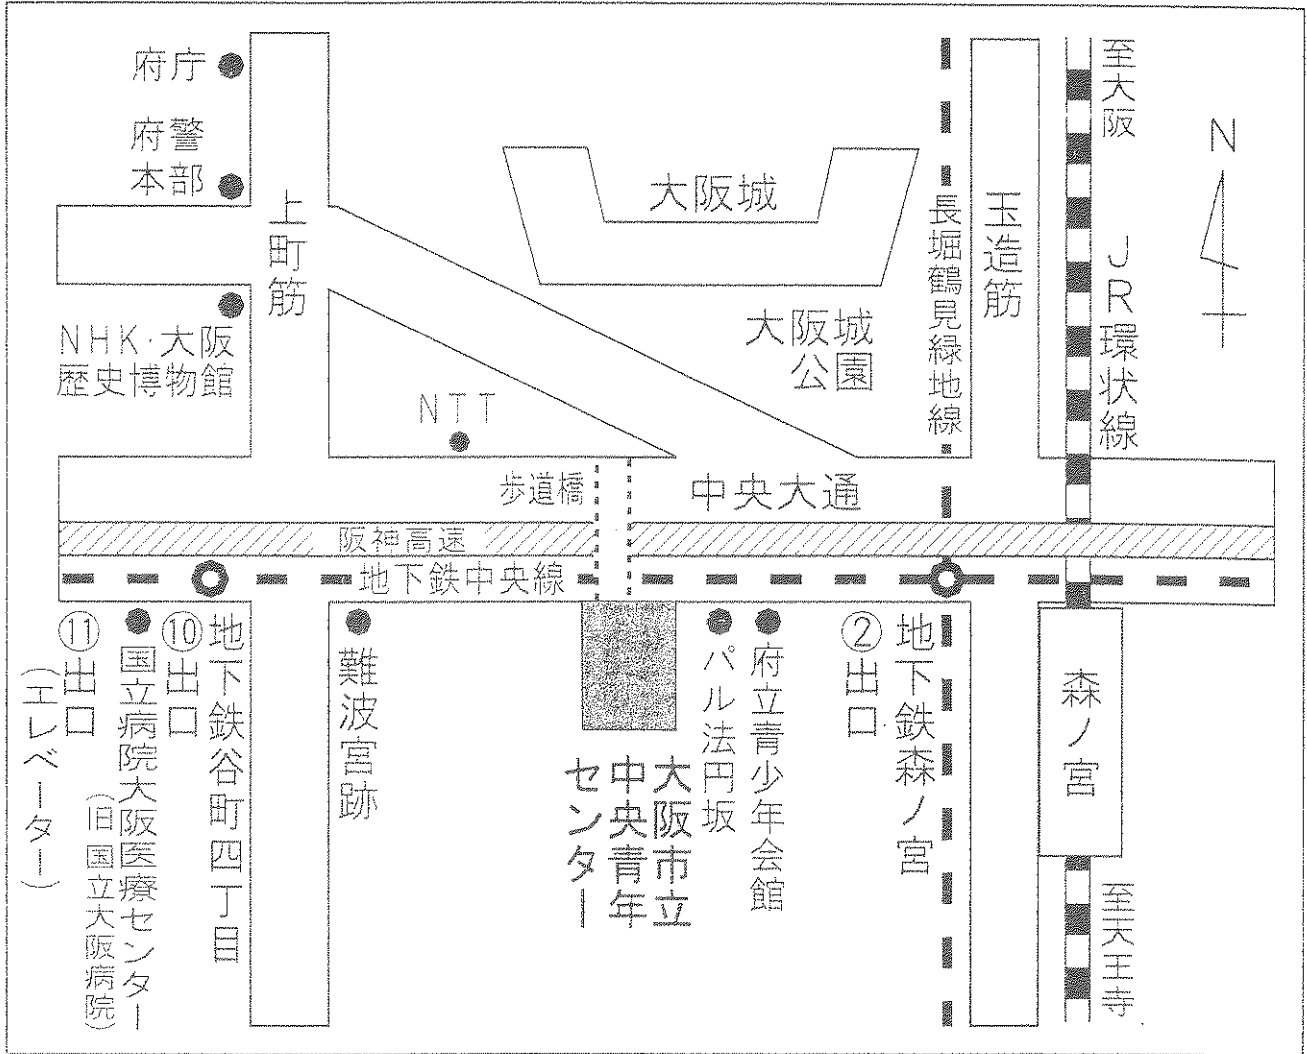 府庁
府警
本部
上町筋
大阪城
大阪城
公園
長堀鶴見緑地線
玉造筋
至大阪
JR環状線
N
NHK・大阪
歴史博物館
NTT
歩道橋
中央大通
阪神高速
地下鉄中央線
⑪出口
(エレベーター)
国立病院大阪医療センター
(旧国立大阪病院)
⑩出口
地下鉄谷町四丁目
難波宮跡
大阪市立
中央青年
センター
パル法円坂
府立青少年会館
②出口
地下鉄森ノ宮
森ノ宮
至天王寺